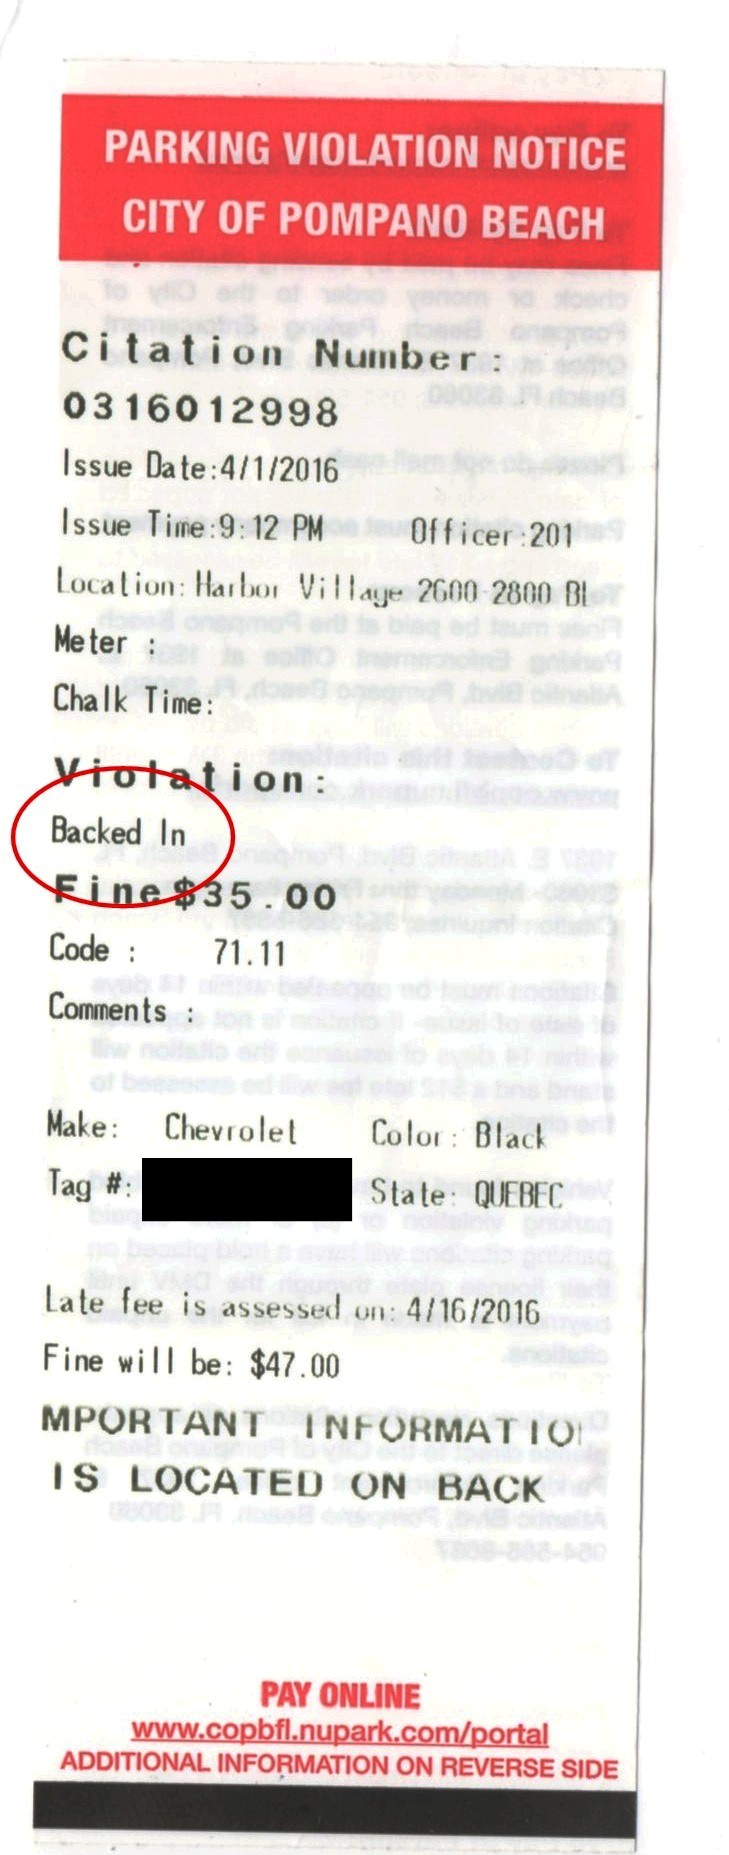 PARKING VIOLATION NOTICE
CITY OF POMPANO BEACH
Citation Number:
0316012998
Issue Date:4/1/2016
Issue Time:9:12 PM Officer:201
Location: Harbor Village 2600-2800 Bl
Meter :
Chalk Time:
Violation:
Backed In
Fine$35.00
Code : 71.11
Comments :
Make: Chevrolet Color: Black
Tag #: State: QUEBEC
Late fee is assessed on: 4/16/2016
Fine will be: $47.00
MPORTANT INFORMATIO
IS LOCATED ON BACK
PAY ONLINE
www.copbfl.nupark.com/portal
ADDITIONAL INFORMATION ON REVERSE SIDE